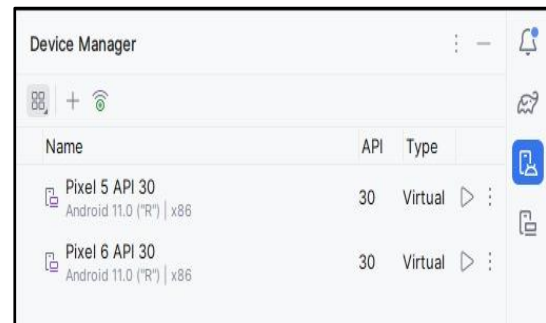 Device Manager
Name API Type
Pixel 5 API 30 30 Virtual
Android 11.0 ("R") | x86
Pixel 6 API 30 30 Virtual
Android 11.0 ("R") | x86